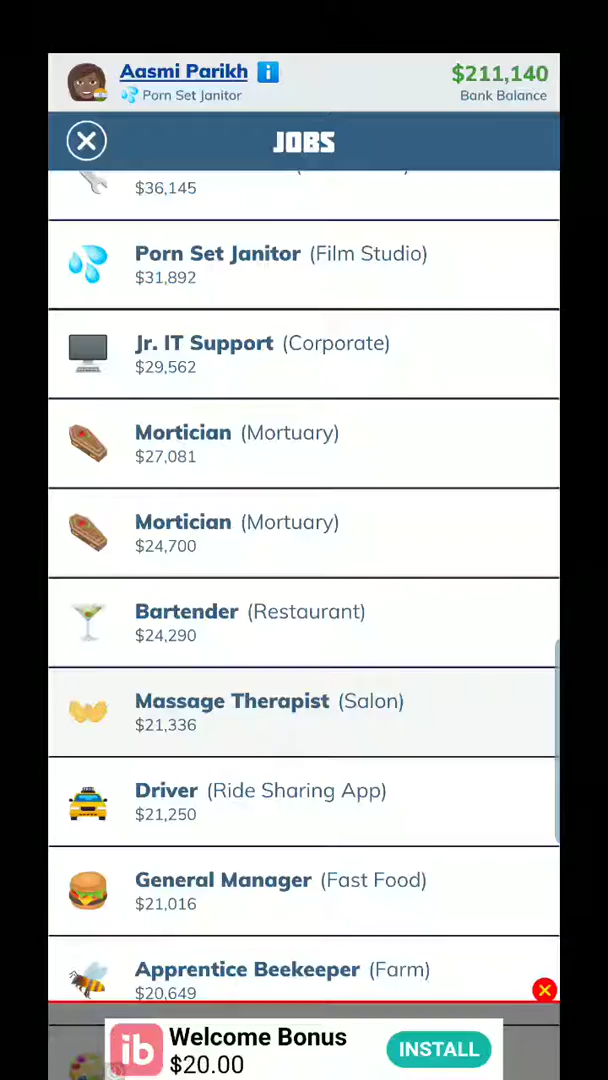 Aasmi Parikh
$211,140
Porn Set Janitor
Bank Balance
JOBS
$36,145
Porn Set Janitor (Film Studio)
$31,892
Jr. IT Support (Corporate)
$29,562
Mortician (Mortuary)
$27,081
Mortician (Mortuary)
$24,700
Bartender (Restaurant)
$24,290
Massage Therapist (Salon)
$21,336
Driver (Ride Sharing App)
$21,250
General Manager (Fast Food)
$21,016
Apprentice Beekeeper (Farm)
$20,649
ib
Welcome Bonus
$20.00
INSTALL